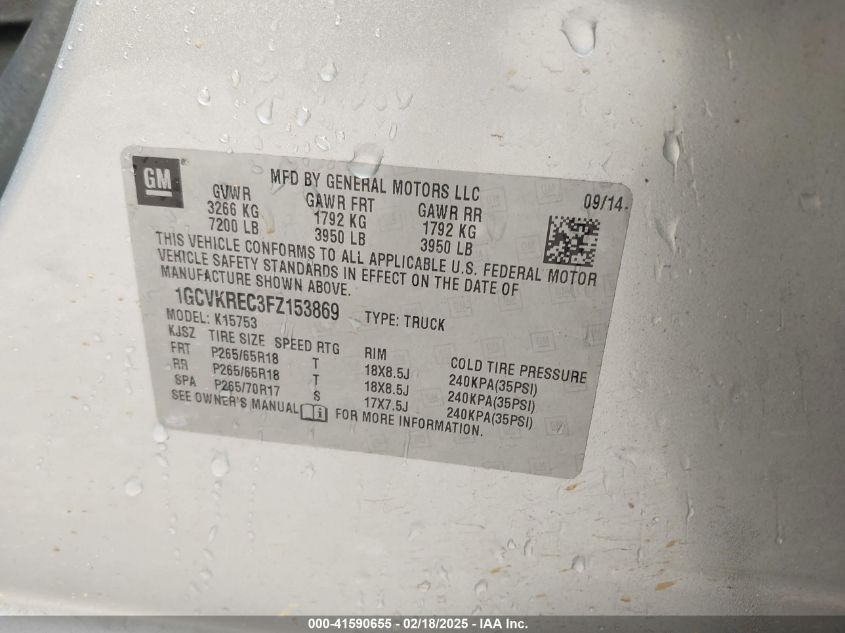 GM
MFD BY GENERAL MOTORS LLC
09/14
GVWR GAWR FRT GAWR RR
3266 KG 1792 KG 1792 KG
7200 LB 3950 LB 3950 LB
THIS VEHICLE CONFORMS TO ALL APPLICABLE U.S. FEDERAL MOTOR
VEHICLE SAFETY STANDARDS IN EFFECT ON THE DATE OF
MANUFACTURE SHOWN ABOVE.
1GCVKREC3FZ153869 TYPE: TRUCK
MODEL: K15753
KJSZ TIRE SIZE SPEED RTG RIM COLD TIRE PRESSURE
FRT P265/65R18 T 18X8.5J 240KPA(35PSI)
RR P265/65R18 T 18X8.5J 240KPA(35PSI)
SPA P265/70R17 S 17X7.5J 240KPA(35PSI)
SEE OWNER'S MANUAL FOR MORE INFORMATION.
000-41590655 - 02/18/2025 - IAA Inc.